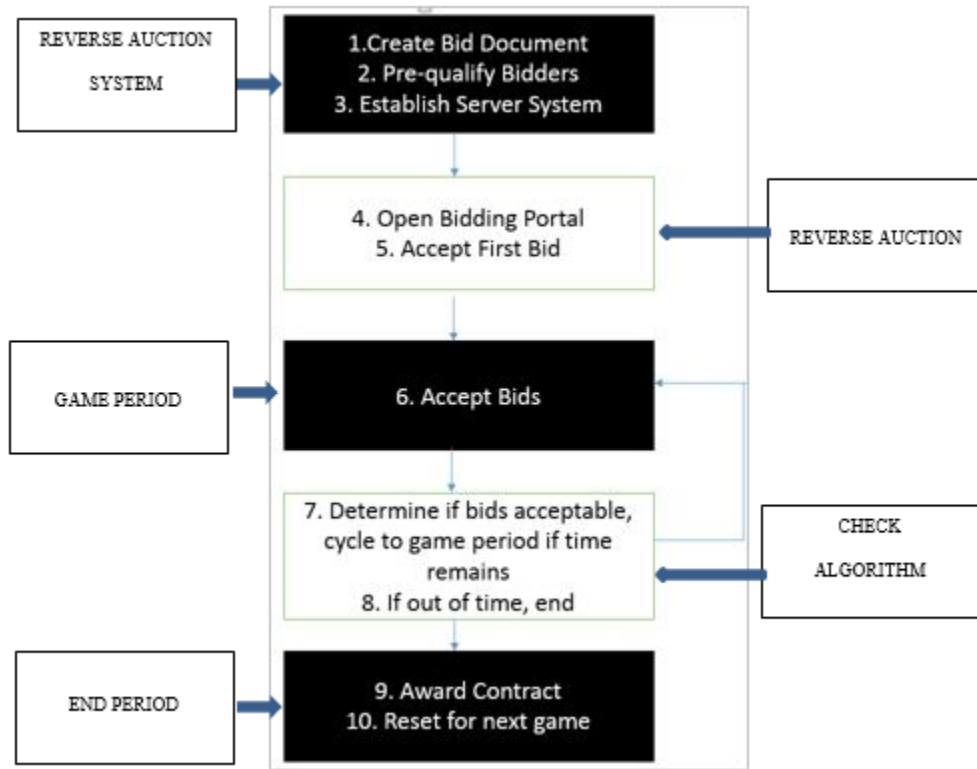 REVERSE AUCTION
SYSTEM
1.Create Bid Document
2. Pre-qualify Bidders
3. Establish Server System
4. Open Bidding Portal
5. Accept First Bid
REVERSE AUCTION
GAME PERIOD
6. Accept Bids
7. Determine if bids acceptable,
cycle to game period if time
remains
8. If out of time, end
CHECK
ALGORITHM
END PERIOD
9. Award Contract
10. Reset for next game